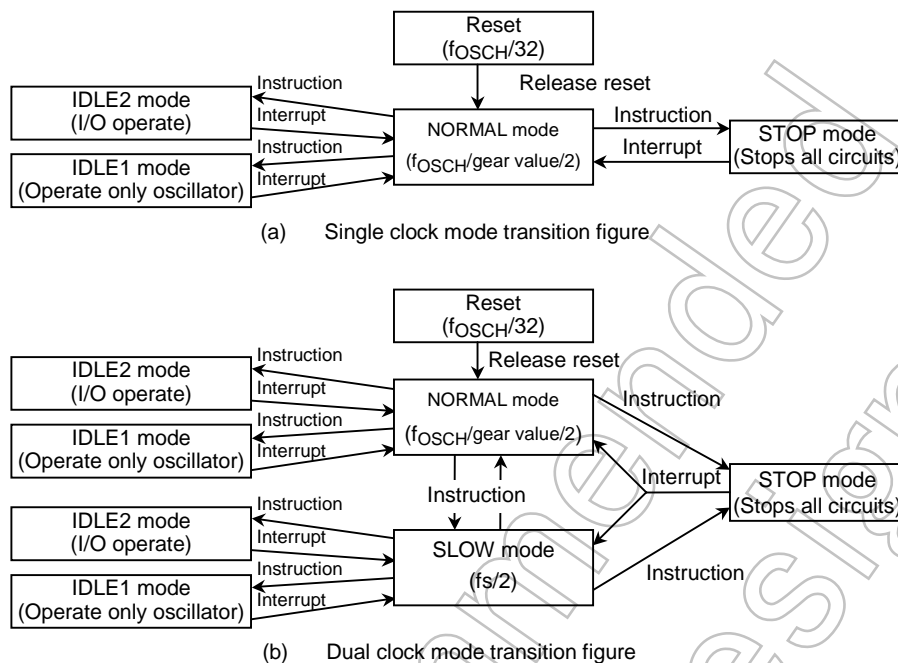 Reset
(fOSCH/32)
Release reset
IDLE2 mode
(I/O operate)
Instruction
Interrupt
IDLE1 mode
(Operate only oscillator)
Instruction
Interrupt
NORMAL mode
(fOSCH/gear value/2)
Instruction
Interrupt
STOP mode
(Stops all circuits)
(a) Single clock mode transition figure
Reset
(fOSCH/32)
Release reset
IDLE2 mode
(I/O operate)
Instruction
Interrupt
IDLE1 mode
(Operate only oscillator)
Instruction
Interrupt
NORMAL mode
(fOSCH/gear value/2)
Instruction
Instruction
Interrupt
STOP mode
(Stops all circuits)
IDLE2 mode
(I/O operate)
Instruction
Interrupt
IDLE1 mode
(Operate only oscillator)
Instruction
Interrupt
SLOW mode
(fs/2)
Instruction
(b) Dual clock mode transition figure